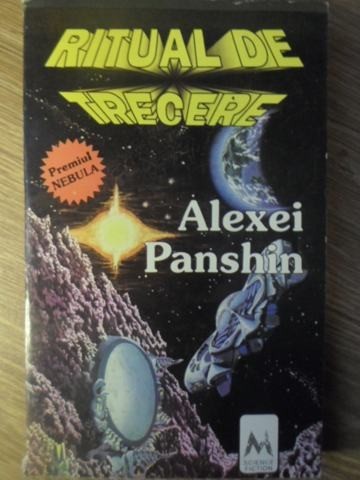 RITUAL DE
TRECERE
Premiul
NEBULA
Alexei
Panshin
SCIENCE
FICTION